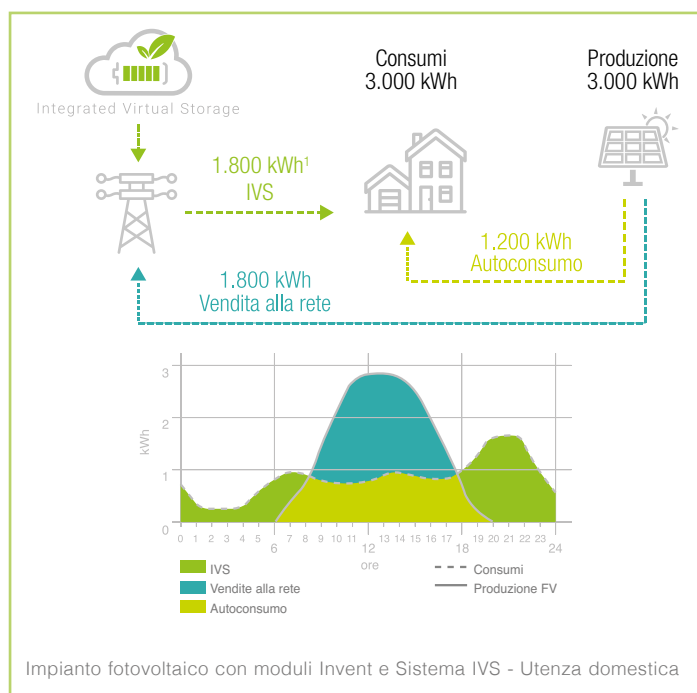 Integrated Virtual Storage
Consumi
3.000 kWh
Produzione
3.000 kWh
1.800 kWh¹
IVS
1.200 kWh
Autoconsumo
1.800 kWh
Vendita alla rete
3
2
1
0
kWh
0 1 2 3 4 5 6 7 8 9 10 11 12 13 14 15 16 17 18 19 20 21 22 23 24
ore
IVS
Vendite alla rete
Autoconsumo
Consumi
Produzione FV
Impianto fotovoltaico con moduli Invent e Sistema IVS - Utenza domestica